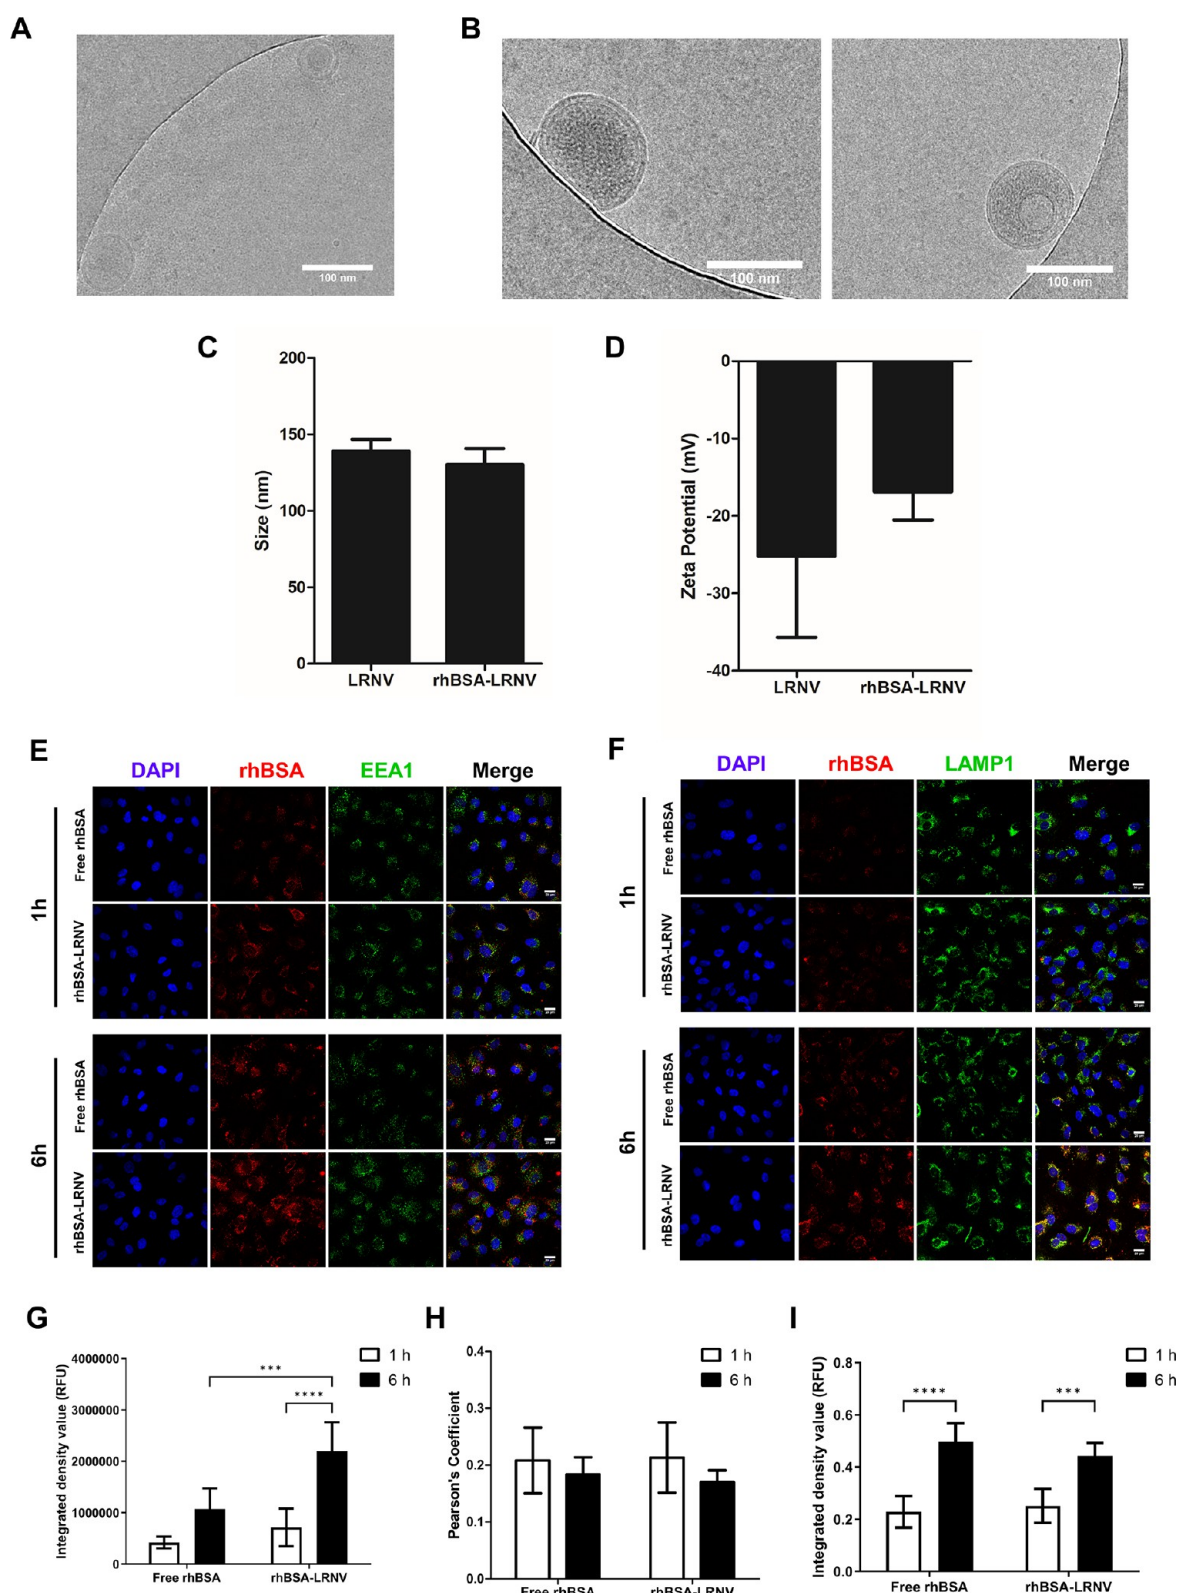 A
B
100 nm
100 nm
100 nm
C
D
200
150
100
50
0
Size (nm)
LRNV
rhBSA-LRNV
0
-10
-20
-30
-40
Zeta Potential (mV)
LRNV
rhBSA-LRNV
E
DAPI
rhBSA
EEA1
Merge
1h
Free rhBSA
rhBSA-LRNV
6h
Free rhBSA
rhBSA-LRNV
F
DAPI
rhBSA
LAMP1
Merge
1h
Free rhBSA
rhBSA-LRNV
6h
Free rhBSA
rhBSA-LRNV
G
Integrated density value (RFU)
4000000
3000000
2000000
1000000
0
***
****
1 h
6 h
Free rhBSA
rhBSA-LRNV
H
Pearson's Coefficient
0.4
0.3
0.2
0.1
0.0
1 h
6 h
Free rhBSA
rhBSA-LRNV
I
Integrated density value (RFU)
0.8
0.6
0.4
0.2
0.0
****
***
1 h
6 h
Free rhBSA
rhBSA-LRNV